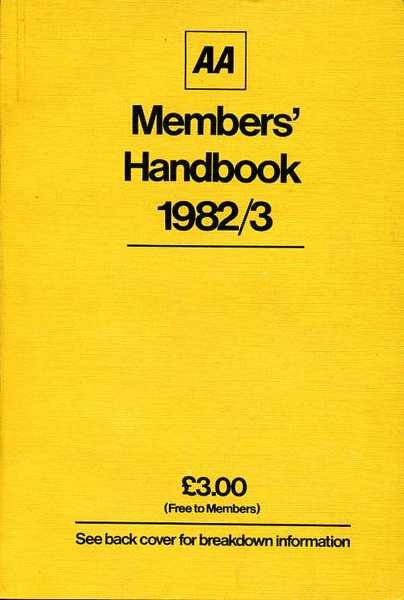 AA
Members'
Handbook
1982/3
£3.00
(Free to Members)
See back cover for breakdown information